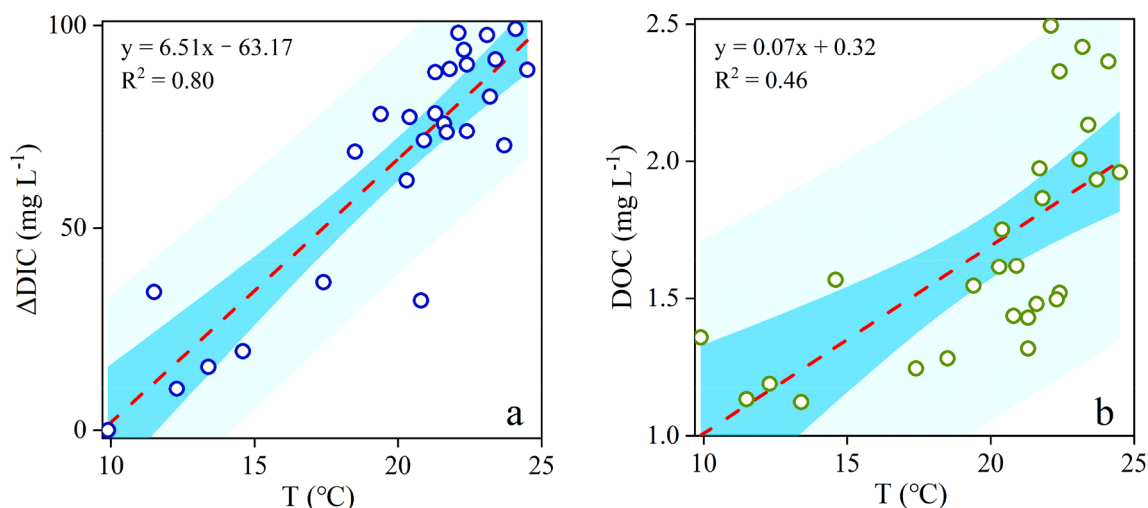 y = 6.51x − 63.17
R² = 0.80
ΔDIC (mg L⁻¹)
100
50
0
10 15 20 25
T (℃)
a
y = 0.07x + 0.32
R² = 0.46
DOC (mg L⁻¹)
2.5
2.0
1.5
1.0
10 15 20 25
T (℃)
b